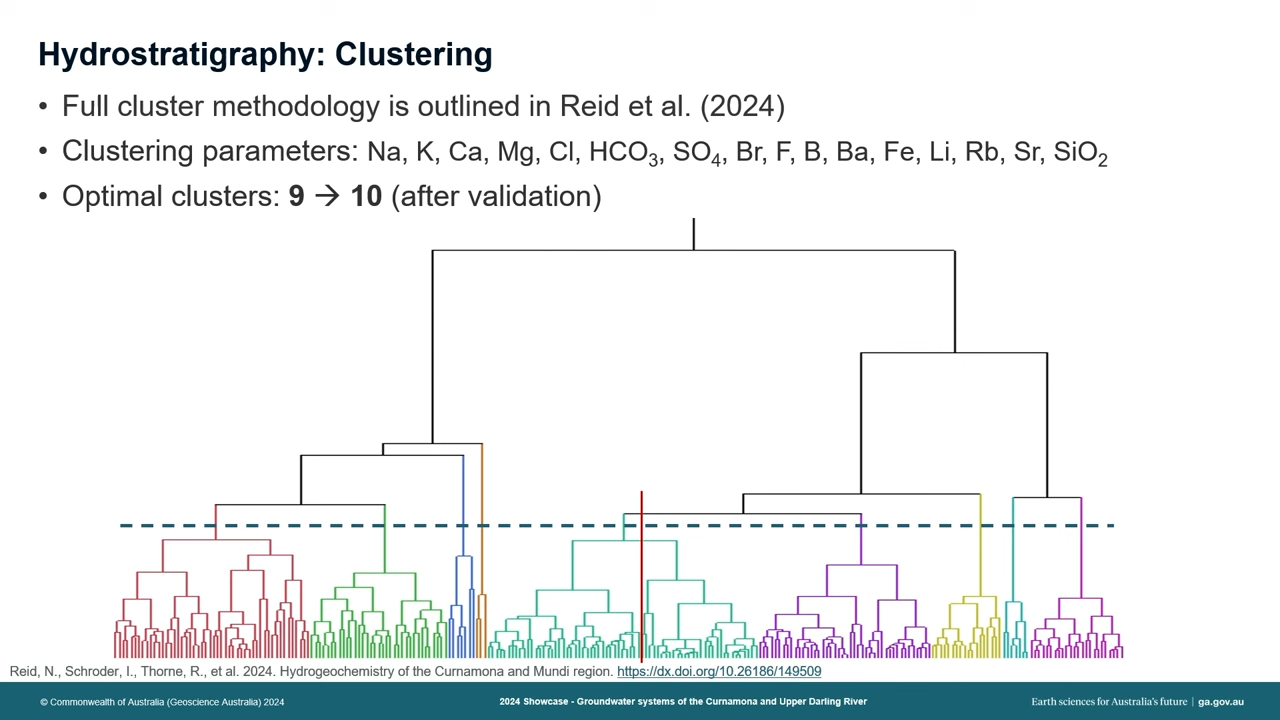 Hydrostratigraphy: Clustering
• Full cluster methodology is outlined in Reid et al. (2024)
• Clustering parameters: Na, K, Ca, Mg, Cl, HCO₃, SO₄, Br, F, B, Ba, Fe, Li, Rb, Sr, SiO₂
• Optimal clusters: 9 → 10 (after validation)
Reid, N., Schroder, I., Thorne, R., et al. 2024. Hydrogeochemistry of the Curnamona and Mundi region. https://dx.doi.org/10.26186/149509
© Commonwealth of Australia (Geoscience Australia) 2024
2024 Showcase - Groundwater systems of the Curnamona and Upper Darling River
Earth sciences for Australia's future | ga.gov.au